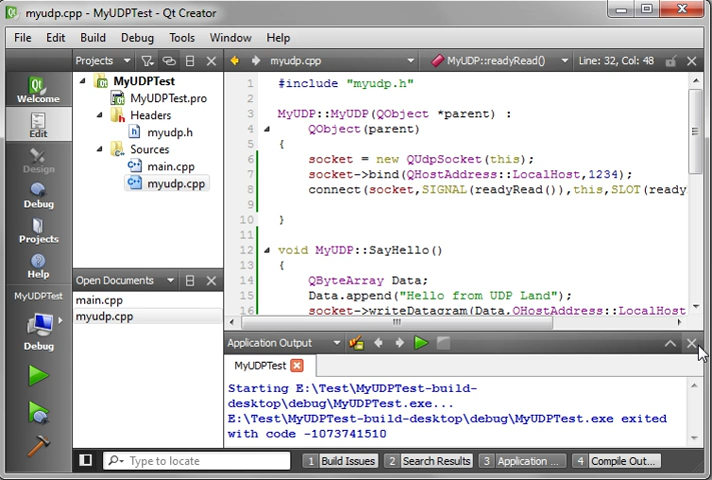 myudp.cpp - MyUDPTest - Qt Creator
File Edit Build Debug Tools Window Help
Projects
myudp.cpp
MyUDP::readyRead()
Line: 32, Col: 48
Welcome
Edit
Design
Debug
Projects
Help
MyUDPTest
Debug
MyUDPTest
MyUDPTest.pro
Headers
myudp.h
Sources
main.cpp
myudp.cpp
Open Documents
main.cpp
myudp.cpp
1 #include "myudp.h"
2
3 MyUDP::MyUDP(QObject *parent) :
4 QObject(parent)
5 {
6 socket = new QUdpSocket(this);
7 socket->bind(QHostAddress::LocalHost,1234);
8 connect(socket,SIGNAL(readyRead()),this,SLOT(ready
9
10 }
11
12 void MyUDP::SayHello()
13 {
14 QByteArray Data;
15 Data.append("Hello from UDP Land");
16 socket->writeDatagram(Data,QHostAddress::LocalHost
Application Output
MyUDPTest
Starting E:\Test\MyUDPTest-build-
desktop\debug\MyUDPTest.exe...
E:\Test\MyUDPTest-build-desktop\debug\MyUDPTest.exe exited
with code -1073741510
Type to locate
1 Build Issues
2 Search Results
3 Application ...
4 Compile Out...